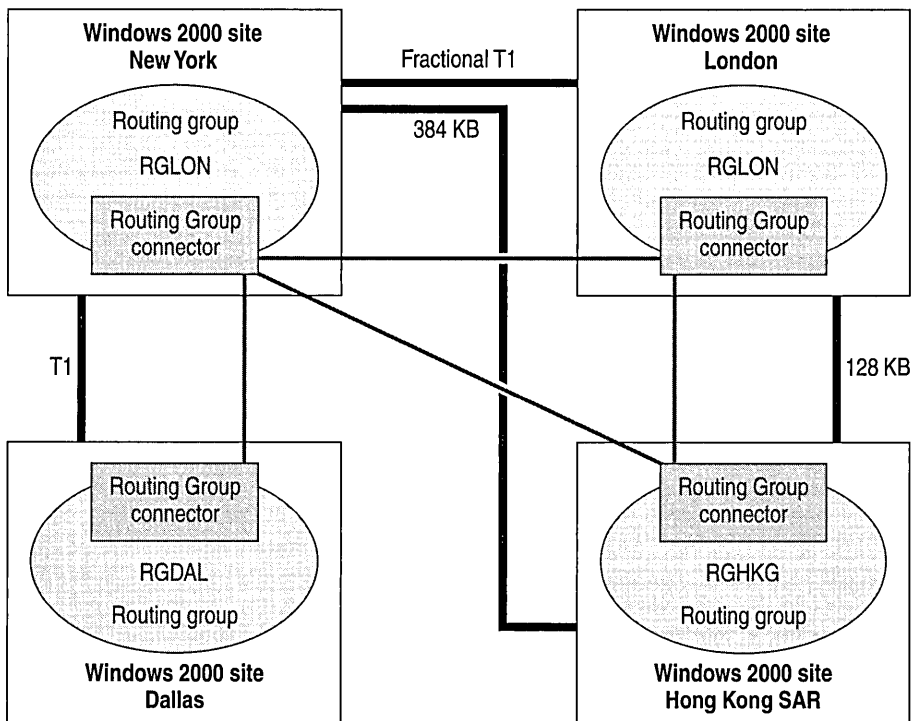 Windows 2000 site
New York
Routing group
RGLON
Routing Group
connector
Fractional T1
384 KB
Windows 2000 site
London
Routing group
RGLON
Routing Group
connector
T1
128 KB
Routing Group
connector
RGDAL
Routing group
Windows 2000 site
Dallas
Routing Group
connector
RGHKG
Routing group
Windows 2000 site
Hong Kong SAR